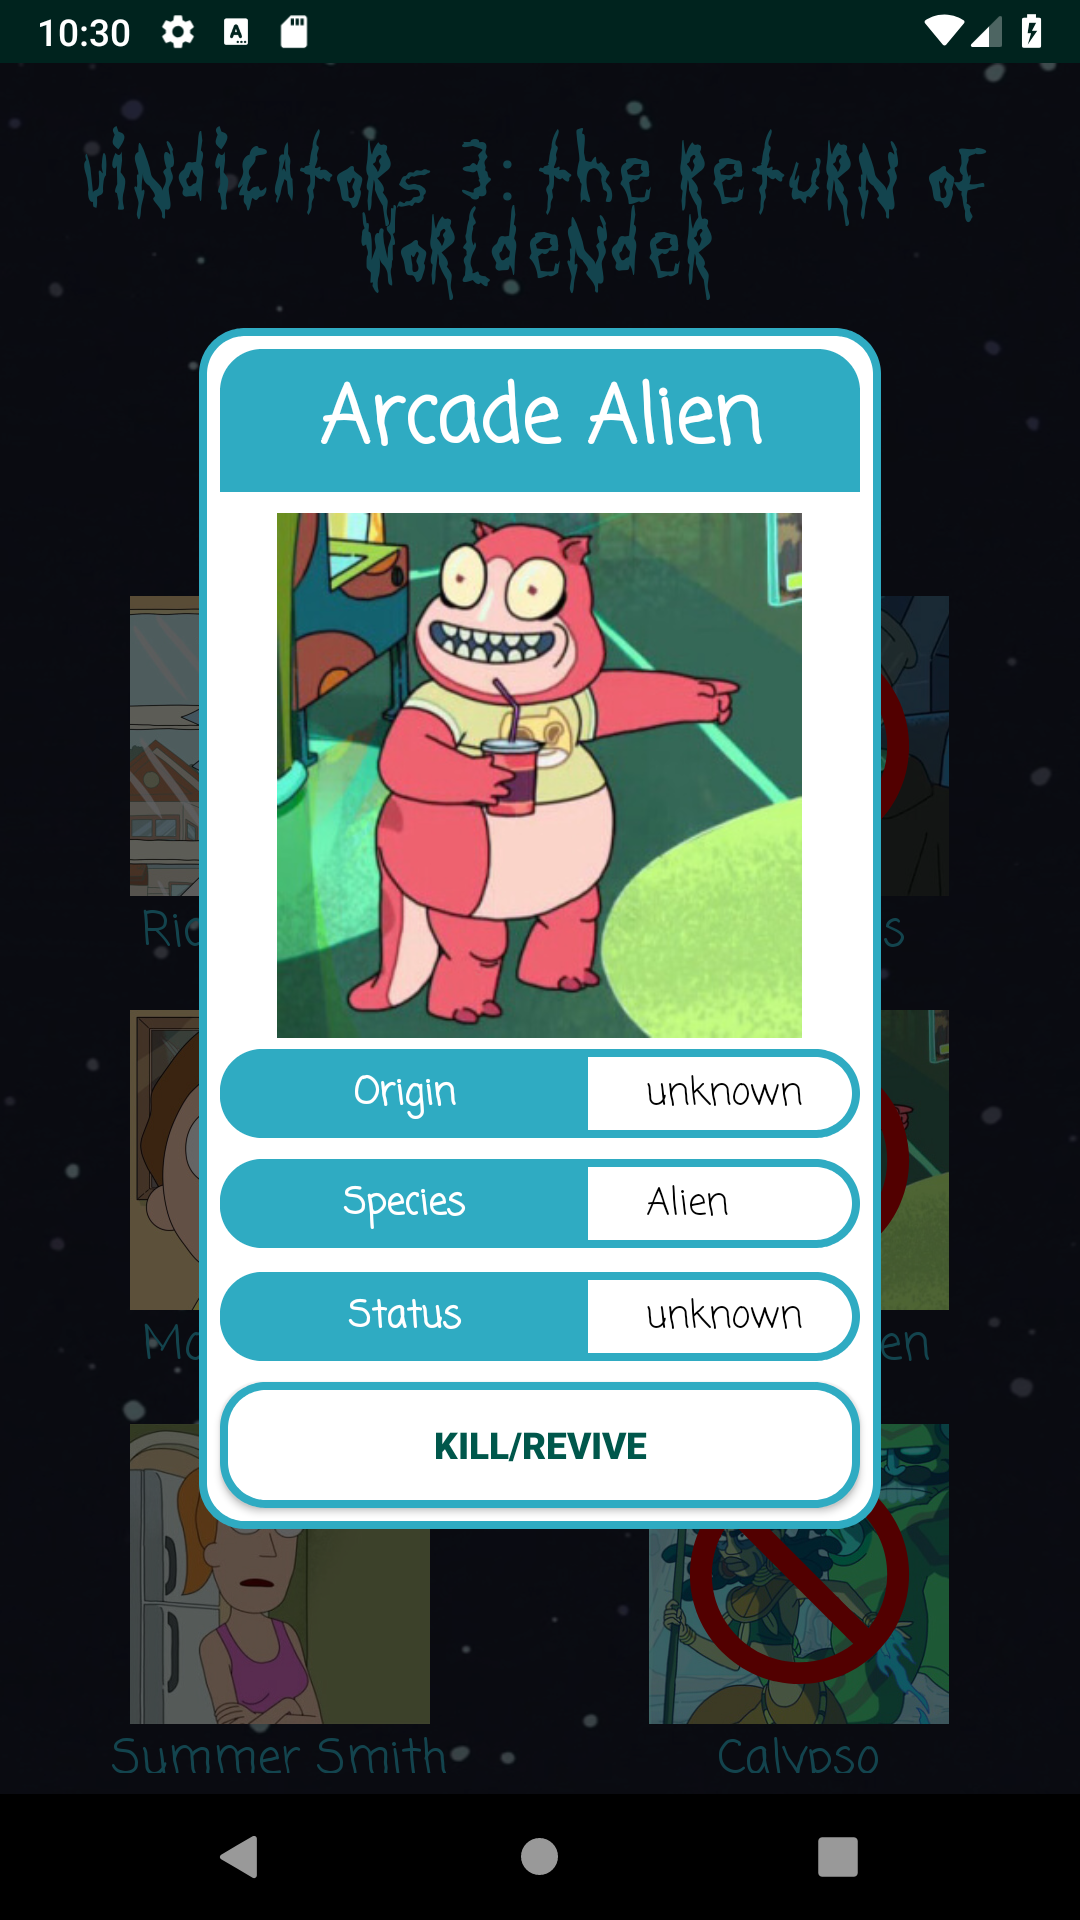 10:30
Vindicators 3: The Return of
Worldender
Arcade Alien
Ric
s
Origin unknown
Species Alien
Status unknown
Mo
en
KILL/REVIVE
Summer Smith
Calypso